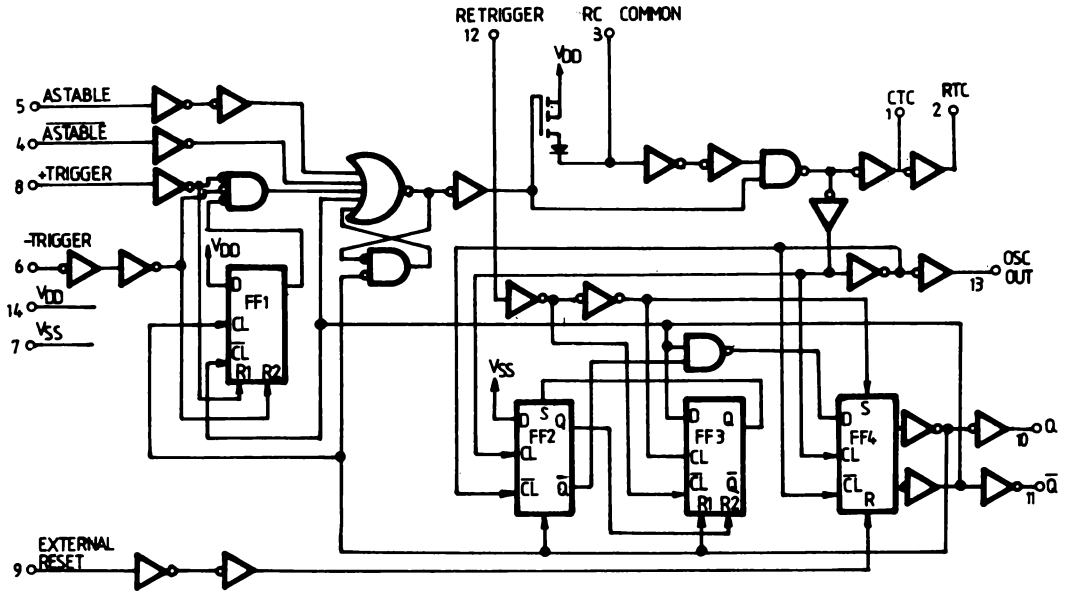 RETRIGGER
12
RC COMMON
3
VDD
5 ASTABLE
4 ASTABLE
8 +TRIGGER
-TRIGGER
6
VDD
14
VSS
7
CTC
1
RTC
2
OSC
OUT
13
VDD
D
FF1
CL
CL
R1 R2
VSS
D S Q
FF2
CL
CL Q
D Q
FF3
CL
CL Q
R1 R2
S
D
FF4
CL
CL
R
Q
10
Q
11
EXTERNAL
RESET
9